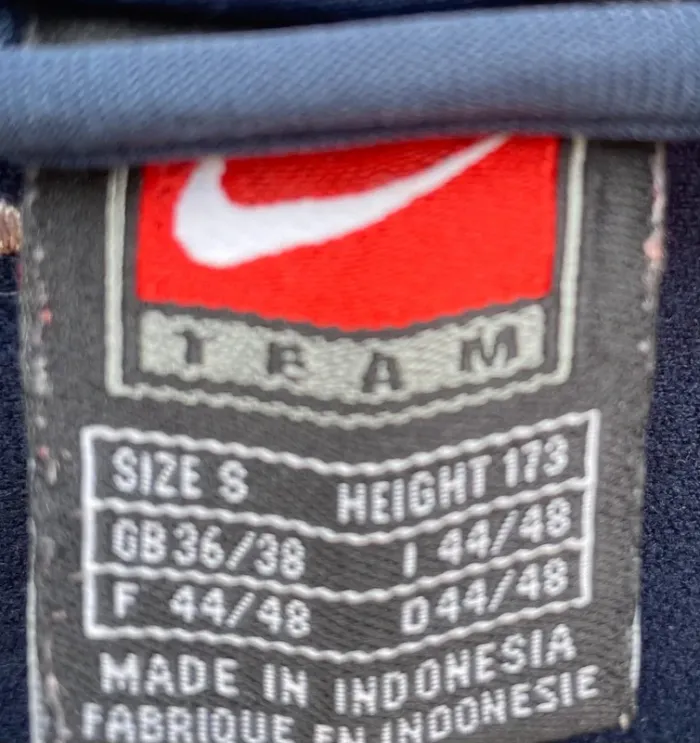 TEAM
SIZE S HEIGHT 173
GB 36/38 I 44/48
F 44/48 D 44/48
MADE IN INDONESIA
FABRIQUE EN INDONESIE